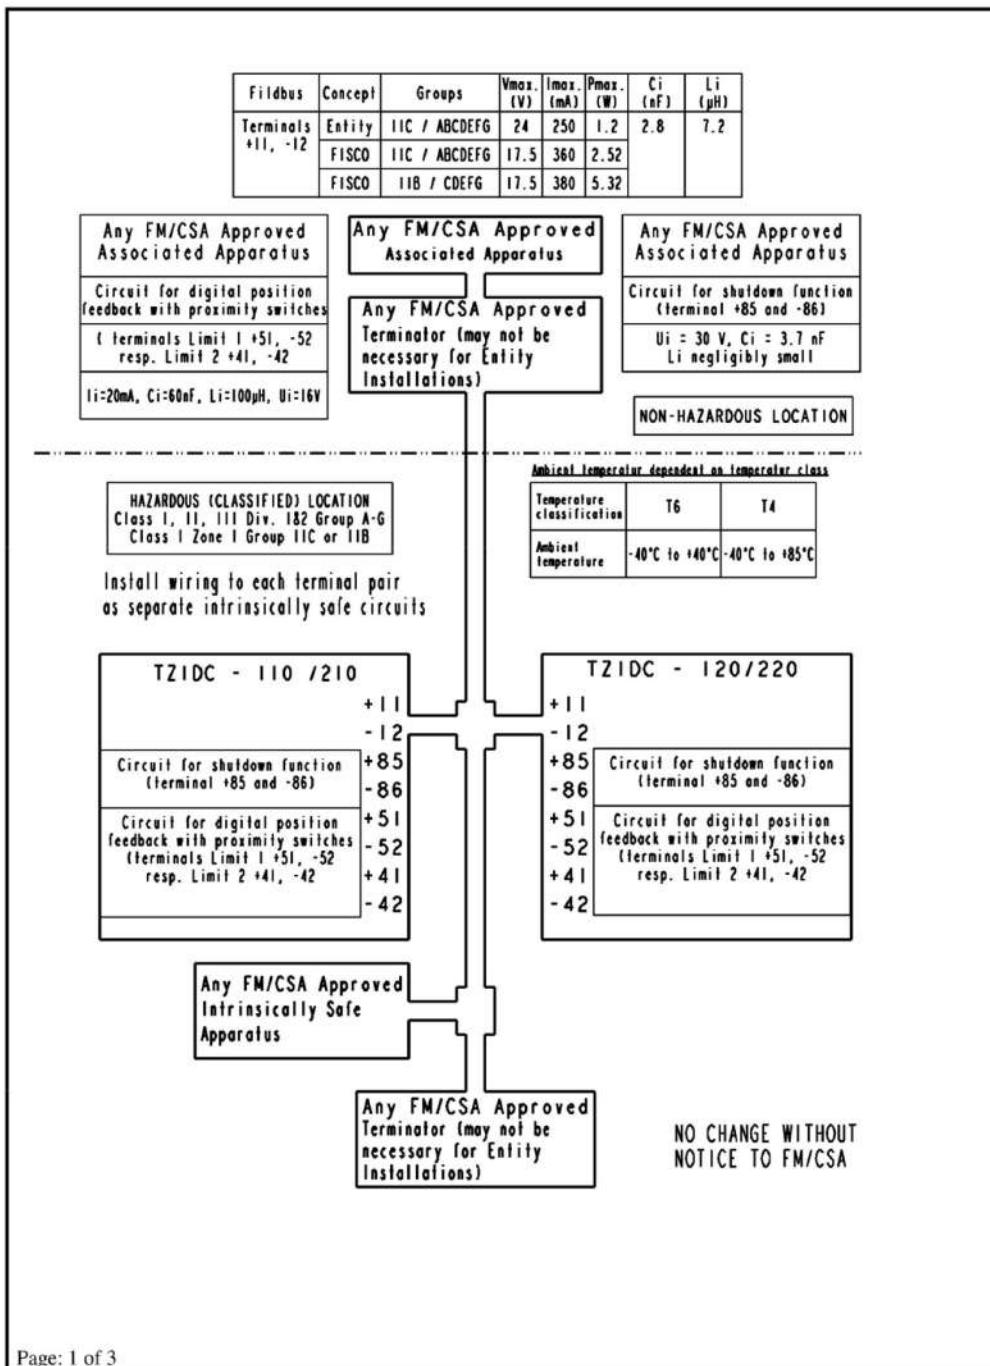 Fildbus Concept Groups Vmax. (V) Imax. (mA) Pmax. (W) Ci (nF) Li (µH)
Terminals +11, -12 Entity IIC / ABCDEFG 24 250 1.2 2.8 7.2
FISCO IIC / ABCDEFG 17.5 360 2.52
FISCO IIB / CDEFG 17.5 380 5.32
Any FM/CSA Approved
Associated Apparatus
Circuit for digital position
feedback with proximity switches
( terminals Limit 1 +51, -52
resp. Limit 2 +41, -42
Ii=20mA, Ci=60nF, Li=100µH, Ui=16V
Any FM/CSA Approved
Associated Apparatus
Any FM/CSA Approved
Terminator (may not be
necessary for Entity
Installations)
Any FM/CSA Approved
Associated Apparatus
Circuit for shutdown function
(terminal +85 and -86)
Ui = 30 V, Ci = 3.7 nF
Li negligibly small
NON-HAZARDOUS LOCATION
HAZARDOUS (CLASSIFIED) LOCATION
Class I, II, III Div. 1&2 Group A-G
Class I Zone 1 Group IIC or IIB
Install wiring to each terminal pair
as separate intrinsically safe circuits
Ambient temperatur dependent on temperatur class
Temperature classification T6 T4
Ambient temperature -40°C to +40°C -40°C to +85°C
TZIDC - 110 /210
+11
-12
+85
-86
+51
-52
+41
-42
Circuit for shutdown function
(terminal +85 and -86)
Circuit for digital position
feedback with proximity switches
(terminals Limit 1 +51, -52
resp. Limit 2 +41, -42
TZIDC - 120/220
+11
-12
+85
-86
+51
-52
+41
-42
Circuit for shutdown function
(terminal +85 and -86)
Circuit for digital position
feedback with proximity switches
(terminals Limit 1 +51, -52
resp. Limit 2 +41, -42
Any FM/CSA Approved
Intrinsically Safe
Apparatus
Any FM/CSA Approved
Terminator (may not be
necessary for Entity
Installations)
NO CHANGE WITHOUT
NOTICE TO FM/CSA
Page: 1 of 3